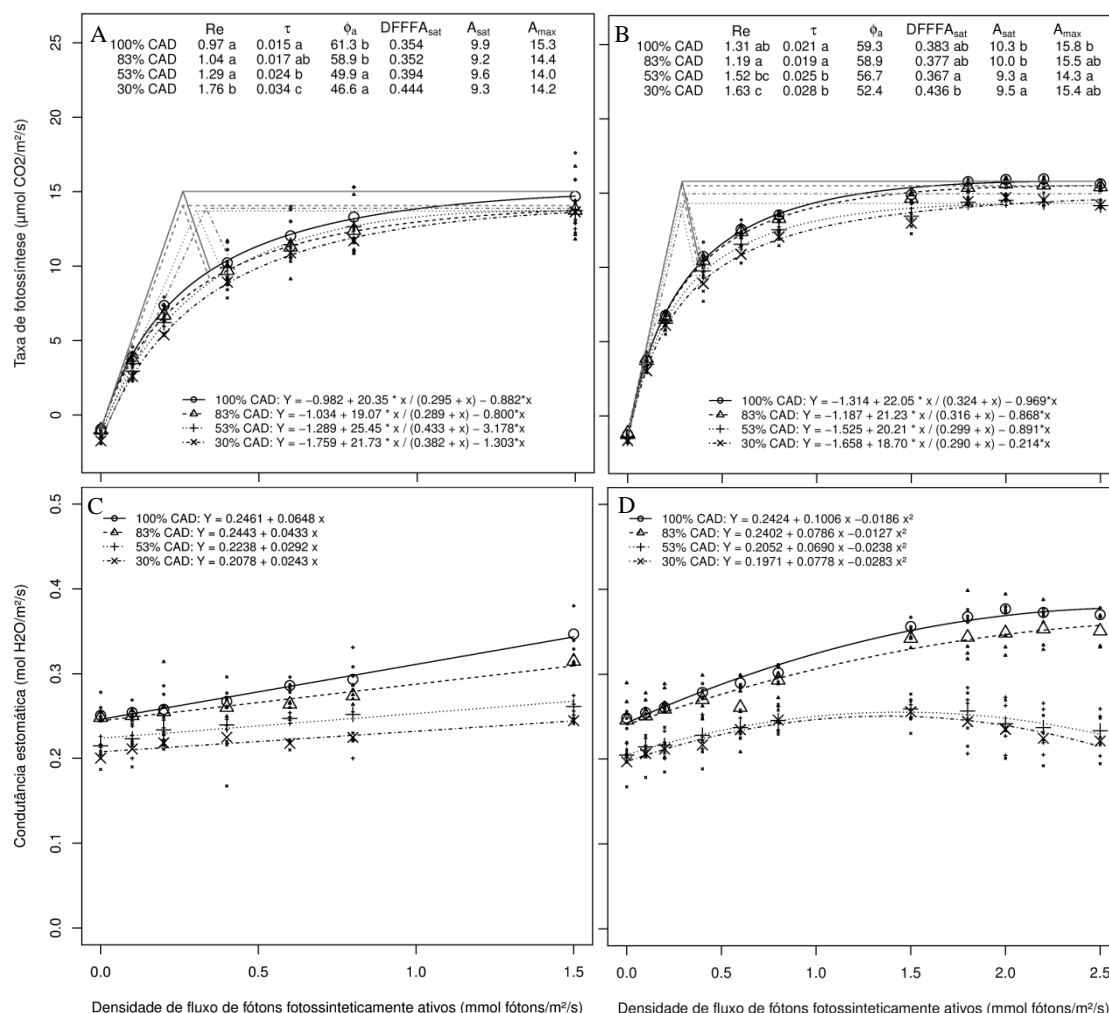 A
Re τ ϕa DFFFAsat Asat Amax
100% CAD 0.97 a 0.015 a 61.3 b 0.354 9.9 15.3
83% CAD 1.04 a 0.017 ab 58.9 b 0.352 9.2 14.4
53% CAD 1.29 a 0.024 b 49.9 a 0.394 9.6 14.0
30% CAD 1.76 b 0.034 c 46.6 a 0.444 9.3 14.2
100% CAD: Y = −0.982 + 20.35 * x / (0.295 + x) − 0.882*x
83% CAD: Y = −1.034 + 19.07 * x / (0.289 + x) − 0.800*x
53% CAD: Y = −1.289 + 25.45 * x / (0.433 + x) − 3.178*x
30% CAD: Y = −1.759 + 21.73 * x / (0.382 + x) − 1.303*x
Taxa de fotossíntese (µmol CO2/m²/s)
25
20
15
10
5
0
B
Re τ ϕa DFFFAsat Asat Amax
100% CAD 1.31 ab 0.021 a 59.3 0.383 ab 10.3 b 15.8 b
83% CAD 1.19 a 0.019 a 58.9 0.377 ab 10.0 b 15.5 ab
53% CAD 1.52 bc 0.025 b 56.7 0.367 a 9.3 a 14.3 a
30% CAD 1.63 c 0.028 b 52.4 0.436 b 9.5 a 15.4 ab
100% CAD: Y = −1.314 + 22.05 * x / (0.324 + x) − 0.969*x
83% CAD: Y = −1.187 + 21.23 * x / (0.316 + x) − 0.868*x
53% CAD: Y = −1.525 + 20.21 * x / (0.299 + x) − 0.891*x
30% CAD: Y = −1.658 + 18.70 * x / (0.290 + x) − 0.214*x
C
100% CAD: Y = 0.2461 + 0.0648 x
83% CAD: Y = 0.2443 + 0.0433 x
53% CAD: Y = 0.2238 + 0.0292 x
30% CAD: Y = 0.2078 + 0.0243 x
Condutância estomática (mol H2O/m²/s)
0.5
0.4
0.3
0.2
0.1
0.0
0.0 0.5 1.0 1.5
Densidade de fluxo de fótons fotossinteticamente ativos (mmol fótons/m²/s)
D
100% CAD: Y = 0.2424 + 0.1006 x −0.0186 x²
83% CAD: Y = 0.2402 + 0.0786 x −0.0127 x²
53% CAD: Y = 0.2052 + 0.0690 x −0.0238 x²
30% CAD: Y = 0.1971 + 0.0778 x −0.0283 x²
0.0 0.5 1.0 1.5 2.0 2.5
Densidade de fluxo de fótons fotossinteticamente ativos (mmol fótons/m²/s)